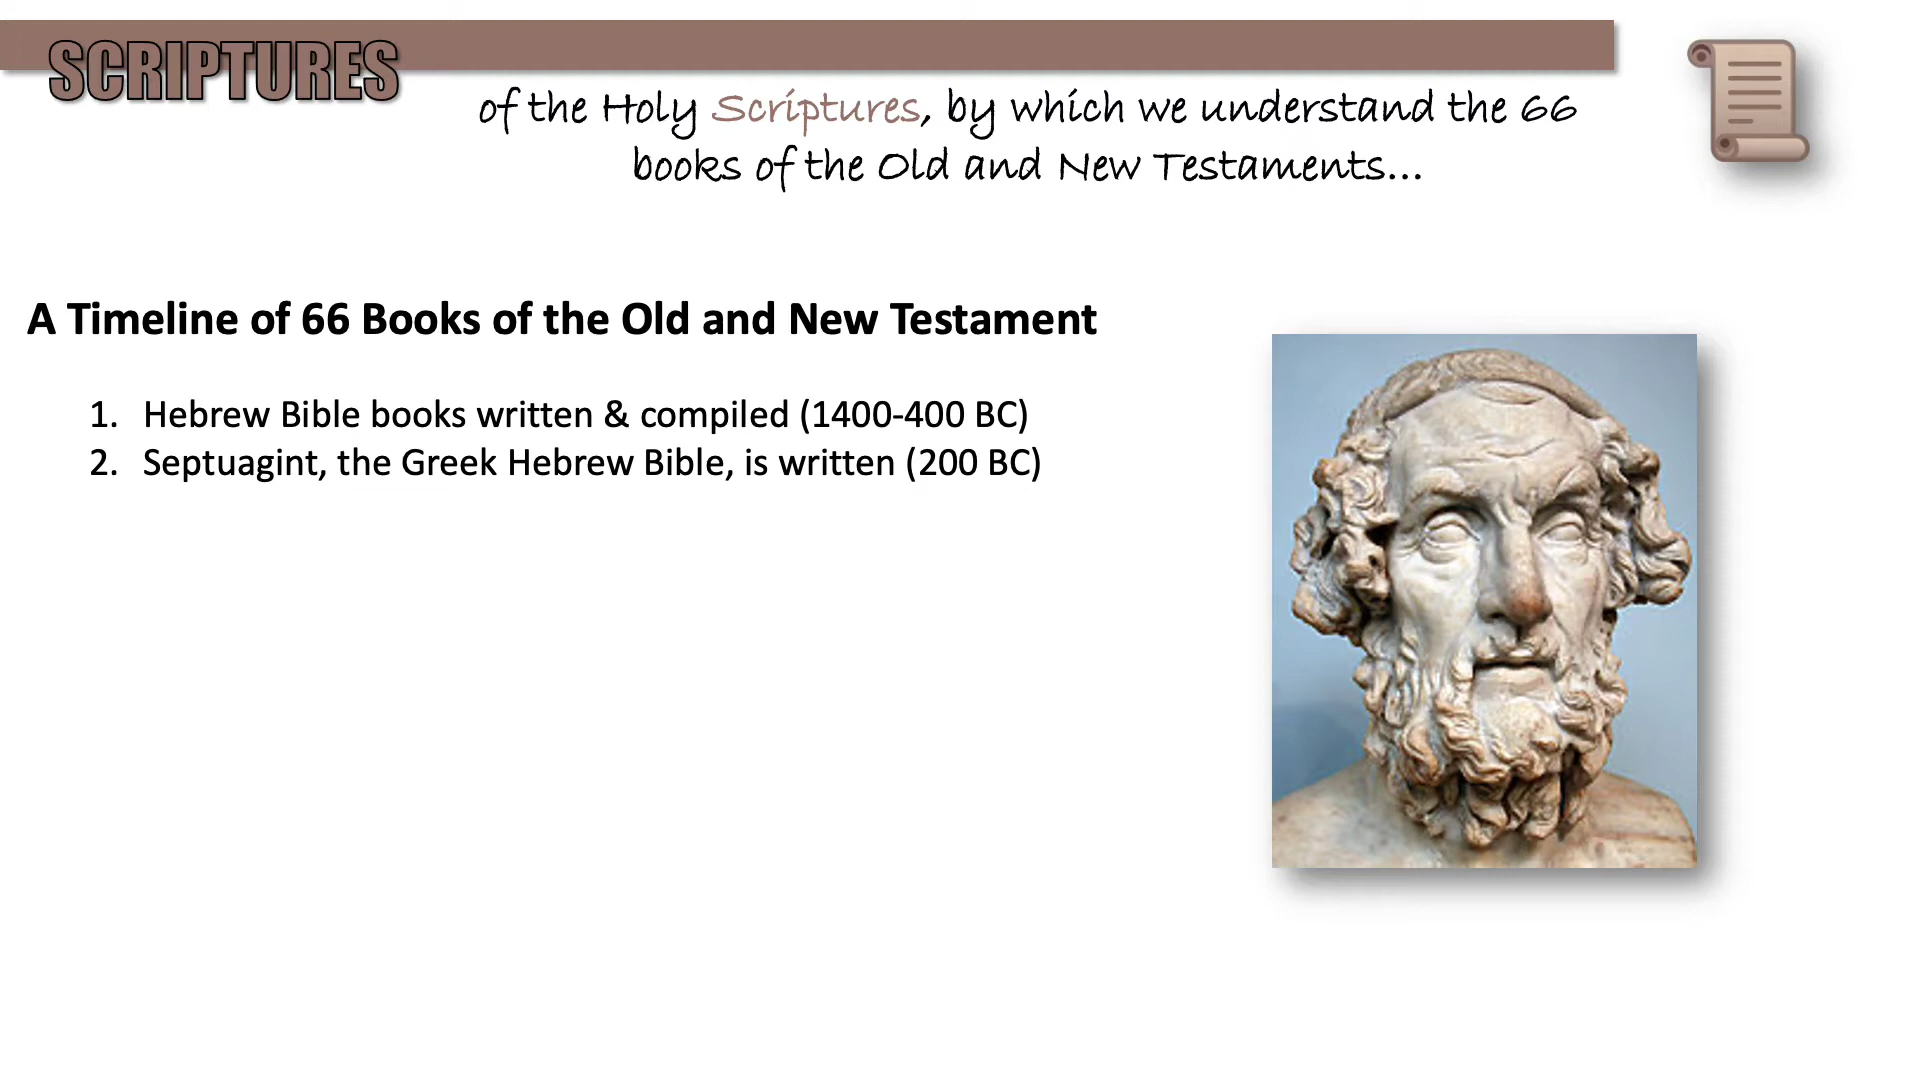 SCRIPTURES
of the Holy Scriptures, by which we understand the 66
books of the Old and New Testaments...
A Timeline of 66 Books of the Old and New Testament
1. Hebrew Bible books written & compiled (1400-400 BC)
2. Septuagint, the Greek Hebrew Bible, is written (200 BC)